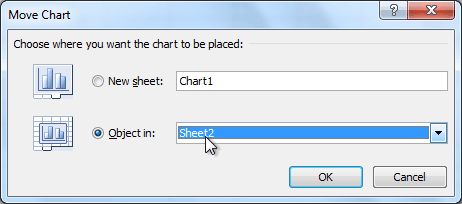 Move Chart
?
Choose where you want the chart to be placed:
New sheet: Chart1
Object in: Sheet2
OK Cancel